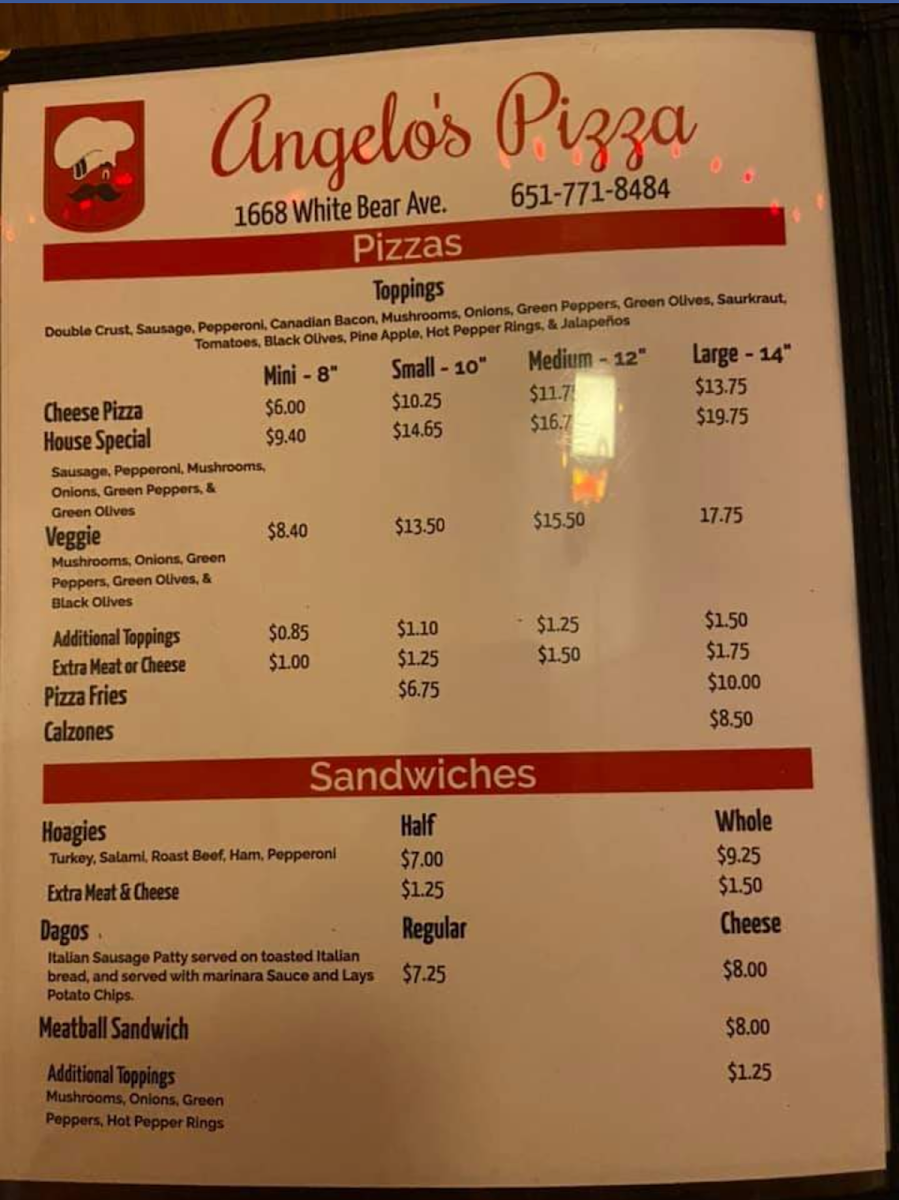 Angelo's Pizza
1668 White Bear Ave. 651-771-8484
Pizzas
Toppings
Double Crust, Sausage, Pepperoni, Canadian Bacon, Mushrooms, Onions, Green Peppers, Green Olives, Saurkraut,
Tomatoes, Black Olives, Pine Apple, Hot Pepper Rings, & Jalapeños
Mini - 8" Small - 10" Medium - 12" Large - 14"
Cheese Pizza $6.00 $10.25 $13.75
House Special $9.40 $14.65 $19.75
Sausage, Pepperoni, Mushrooms,
Onions, Green Peppers, &
Green Olives
Veggie $8.40 $13.50 $15.50 17.75
Mushrooms, Onions, Green
Peppers, Green Olives, &
Black Olives
Additional Toppings $0.85 $1.10 $1.25 $1.50
Extra Meat or Cheese $1.00 $1.25 $1.50 $1.75
Pizza Fries $6.75 $10.00
Calzones $8.50
Sandwiches
Hoagies Half Whole
Turkey, Salami, Roast Beef, Ham, Pepperoni $7.00 $9.25
Extra Meat & Cheese $1.25 $1.50
Dagos Regular Cheese
Italian Sausage Patty served on toasted Italian
bread, and served with marinara Sauce and Lays $7.25 $8.00
Potato Chips.
Meatball Sandwich $8.00
Additional Toppings $1.25
Mushrooms, Onions, Green
Peppers, Hot Pepper Rings